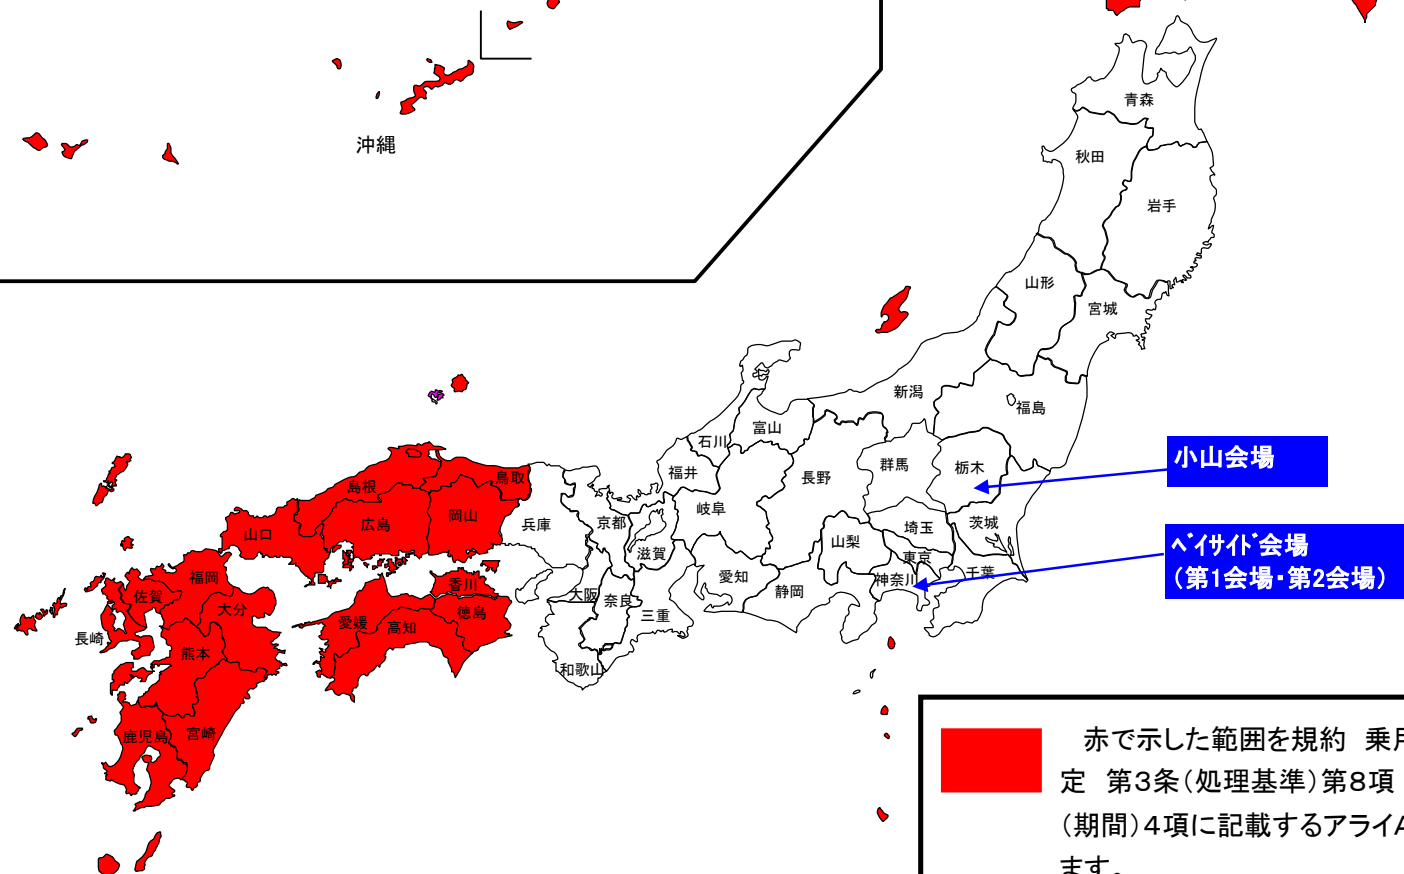 沖縄
青森
秋田
岩手
山形
宮城
新潟
福島
富山
石川
福井
群馬
栃木
長野
岐阜
鳥取
島根
岡山
広島
山口
兵庫
京都
滋賀
埼玉
茨城
山梨
東京
千葉
神奈川
愛知
静岡
福岡
佐賀
大分
長崎
熊本
香川
徳島
愛媛
高知
大阪
奈良
三重
和歌山
鹿児島
宮崎
小山会場
ﾍﾞｲｻｲﾄﾞ会場
(第1会場・第2会場)
赤で示した範囲を規約 乗用
定 第3条(処理基準)第8項
(期間)4項に記載するアライA
ます。